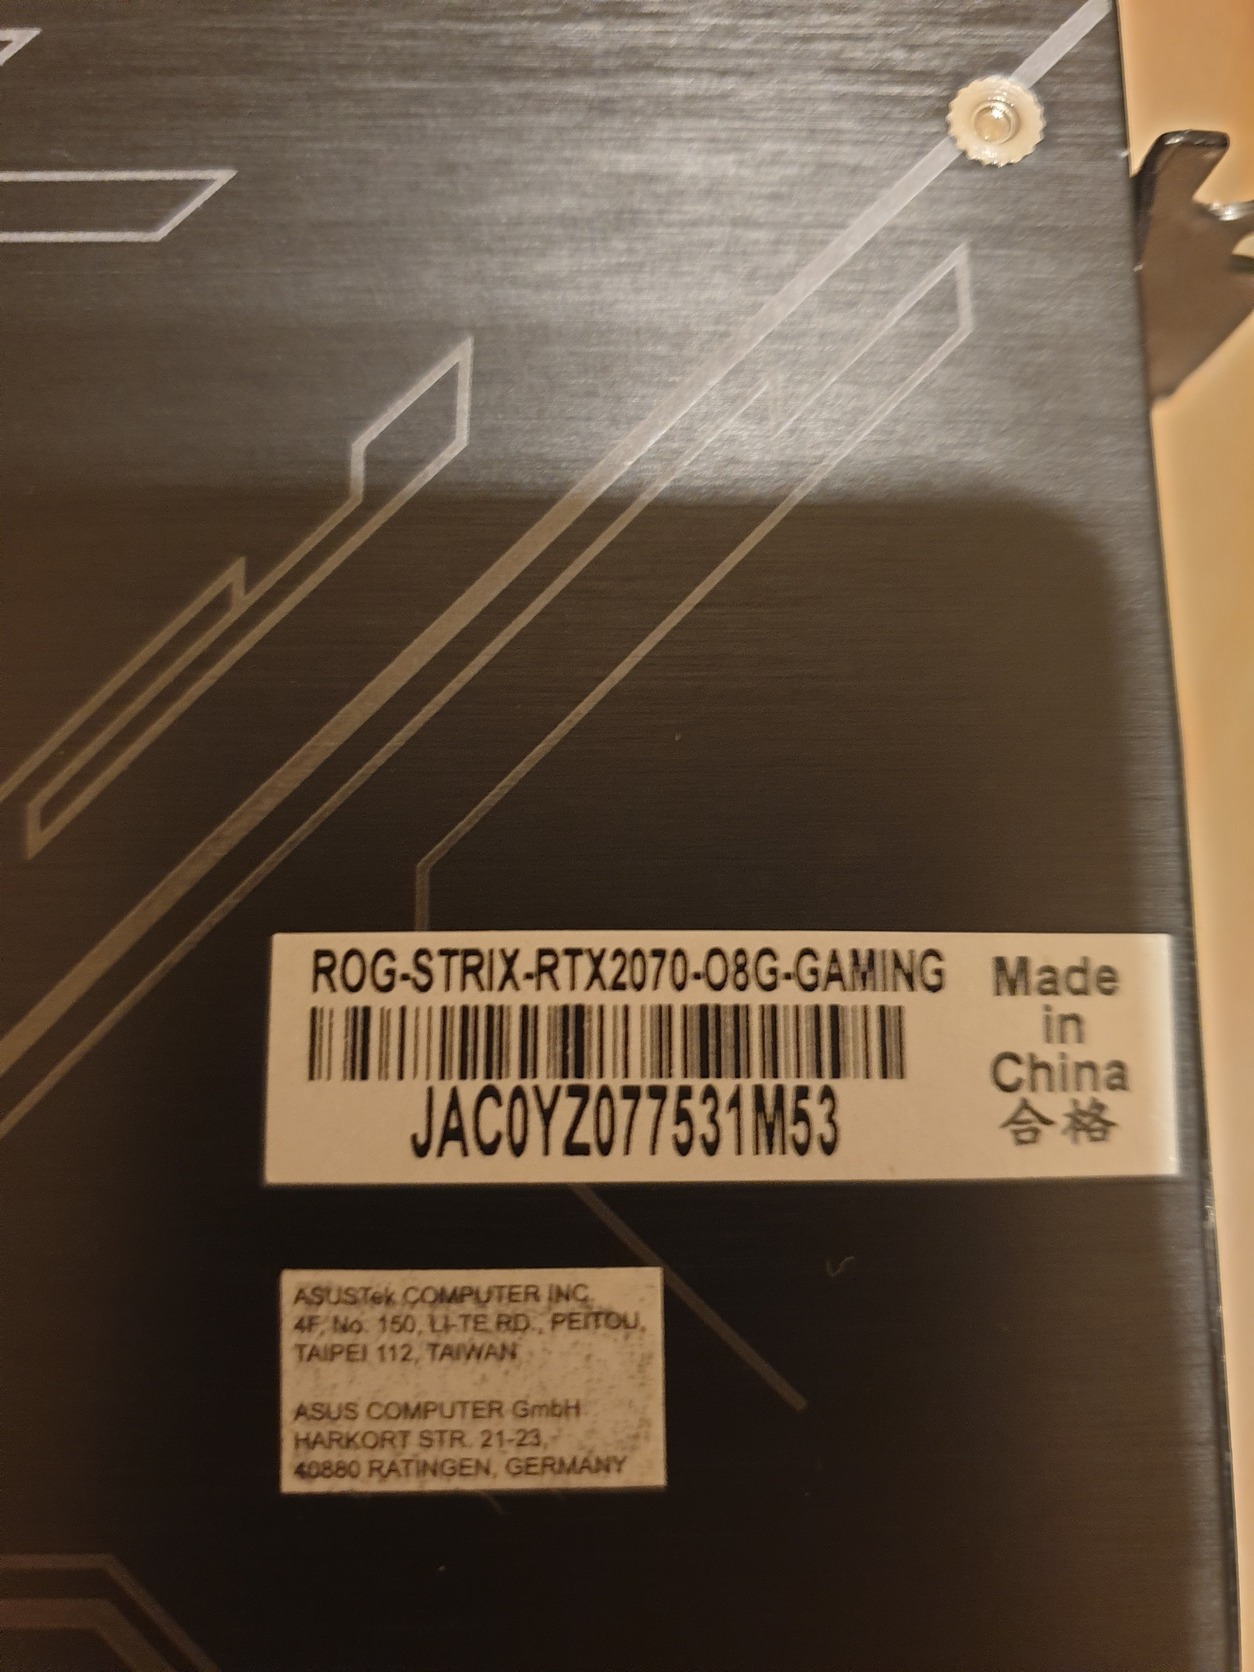 ROG-STRIX-RTX2070-O8G-GAMING
JAC0YZ077531M53
Made
in
China
合格
ASUSTek COMPUTER INC.
4F, No. 150, LI-TE RD., PEITOU,
TAIPEI 112, TAIWAN
ASUS COMPUTER GmbH
HARKORT STR. 21-23,
40880 RATINGEN, GERMANY